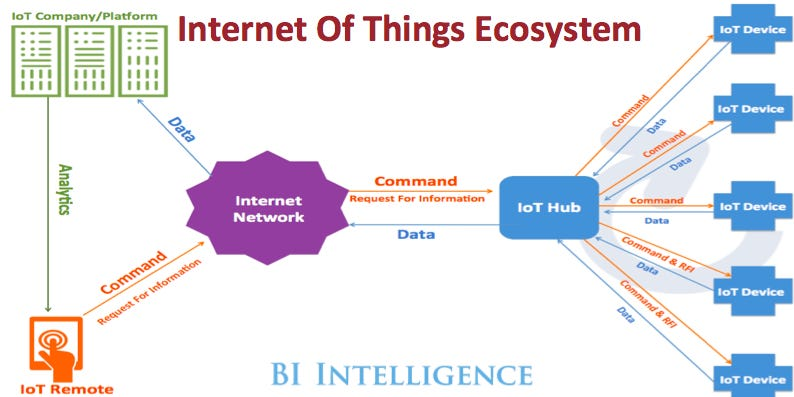 IoT Company/Platform
Internet Of Things Ecosystem
IoT Device
Command
Data
IoT Device
Command
Data
Data
Analytics
Internet
Network
Command
Request For Information
Data
IoT Hub
Command
Data
IoT Device
Command & RFI
Data
IoT Device
Command & RFI
Data
IoT Device
Command
Request For Information
IoT Remote
BI INTELLIGENCE